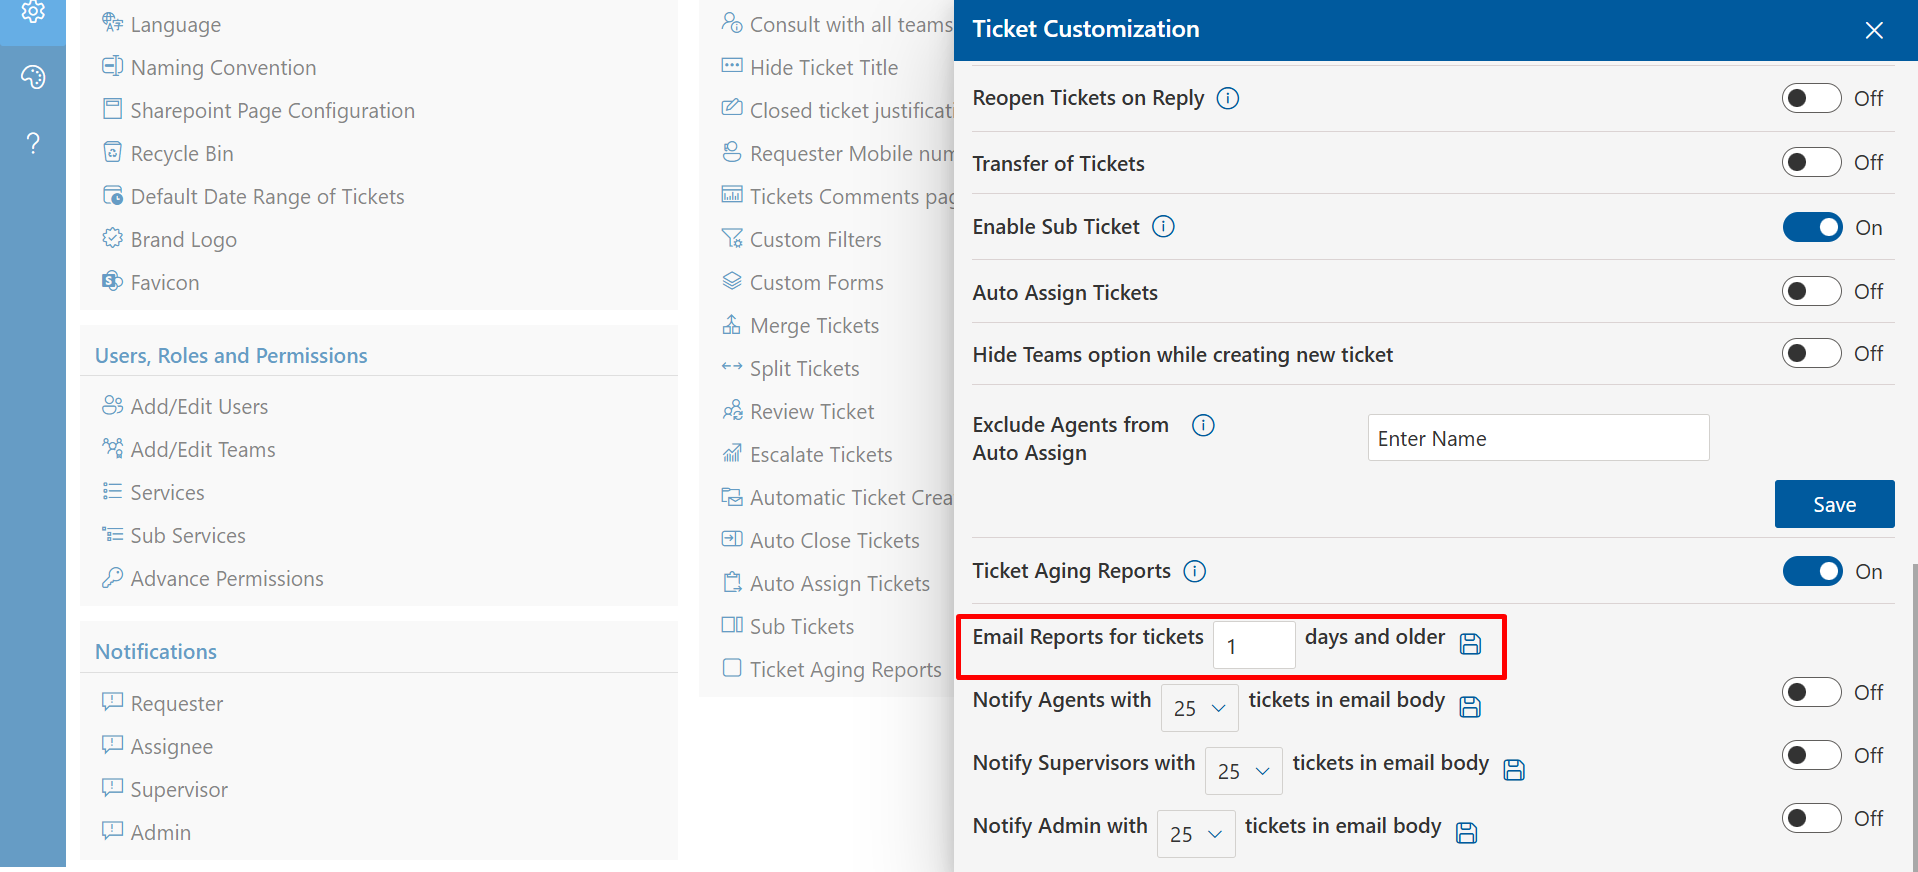 Language
Naming Convention
Sharepoint Page Configuration
Recycle Bin
Default Date Range of Tickets
Brand Logo
Favicon
Users, Roles and Permissions
Add/Edit Users
Add/Edit Teams
Services
Sub Services
Advance Permissions
Notifications
Requester
Assignee
Supervisor
Admin
Consult with all teams
Hide Ticket Title
Closed ticket justificati
Requester Mobile num
Tickets Comments pag
Custom Filters
Custom Forms
Merge Tickets
Split Tickets
Review Ticket
Escalate Tickets
Automatic Ticket Crea
Auto Close Tickets
Auto Assign Tickets
Sub Tickets
Ticket Aging Reports
Ticket Customization
Reopen Tickets on Reply Off
Transfer of Tickets Off
Enable Sub Ticket On
Auto Assign Tickets Off
Hide Teams option while creating new ticket Off
Exclude Agents from
Auto Assign
Enter Name
Save
Ticket Aging Reports On
Email Reports for tickets 1 days and older
Notify Agents with 25 tickets in email body Off
Notify Supervisors with 25 tickets in email body Off
Notify Admin with 25 tickets in email body Off